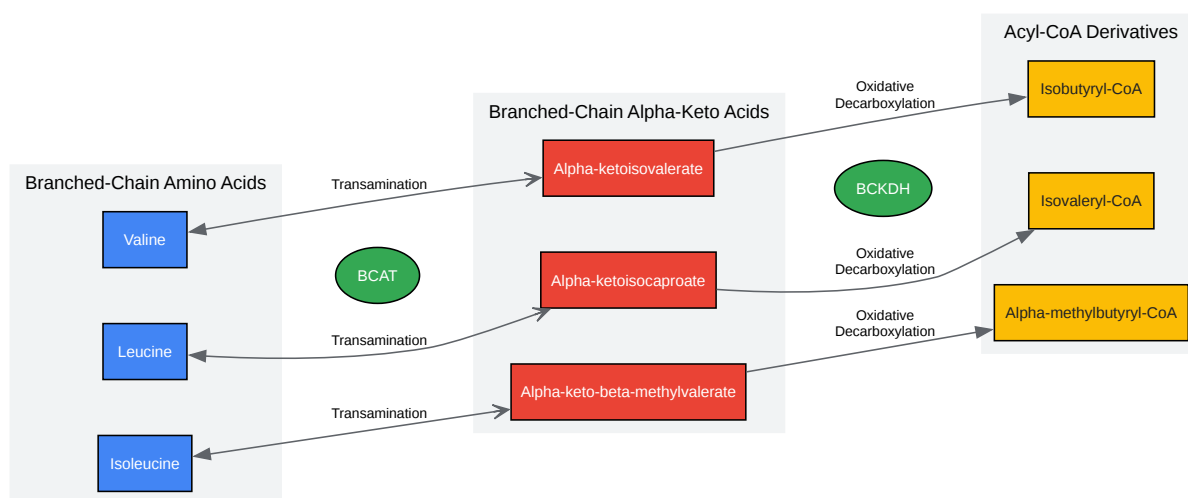 Branched-Chain Amino Acids
Valine
Leucine
Isoleucine
Transamination
BCAT
Transamination
Transamination
Branched-Chain Alpha-Keto Acids
Alpha-ketoisovalerate
Alpha-ketoisocaproate
Alpha-keto-beta-methylvalerate
Oxidative
Decarboxylation
BCKDH
Oxidative
Decarboxylation
Oxidative
Decarboxylation
Acyl-CoA Derivatives
Isobutyryl-CoA
Isovaleryl-CoA
Alpha-methylbutyryl-CoA